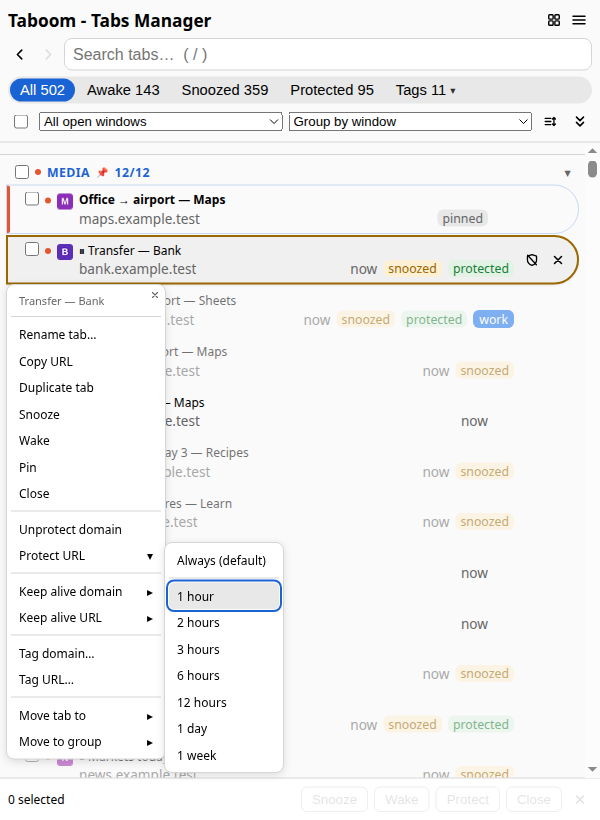 Taboom - Tabs Manager
Search tabs… ( / )
All 502 Awake 143 Snoozed 359 Protected 95 Tags 11 ▾
All open windows Group by window
MEDIA 📌 12/12 ▼
M Office → airport — Maps
maps.example.test pinned
B Transfer — Bank
bank.example.test now snoozed protected
Transfer — Bank ×
ort — Sheets
.test now snoozed protected work
ort — Maps
e.test now snoozed
— Maps
e.test now
ay 3 — Recipes
ple.test now snoozed
res — Learn
e.test now snoozed
now
now
now snoozed
now snoozed protected
news.example.test now snoozed
Rename tab...
Copy URL
Duplicate tab
Snooze
Wake
Pin
Close
Unprotect domain
Protect URL ▾
Keep alive domain ▸
Keep alive URL ▸
Tag domain...
Tag URL...
Move tab to ▸
Move to group ▸
Always (default)
1 hour
2 hours
3 hours
6 hours
12 hours
1 day
1 week
0 selected Snooze Wake Protect Close ✕